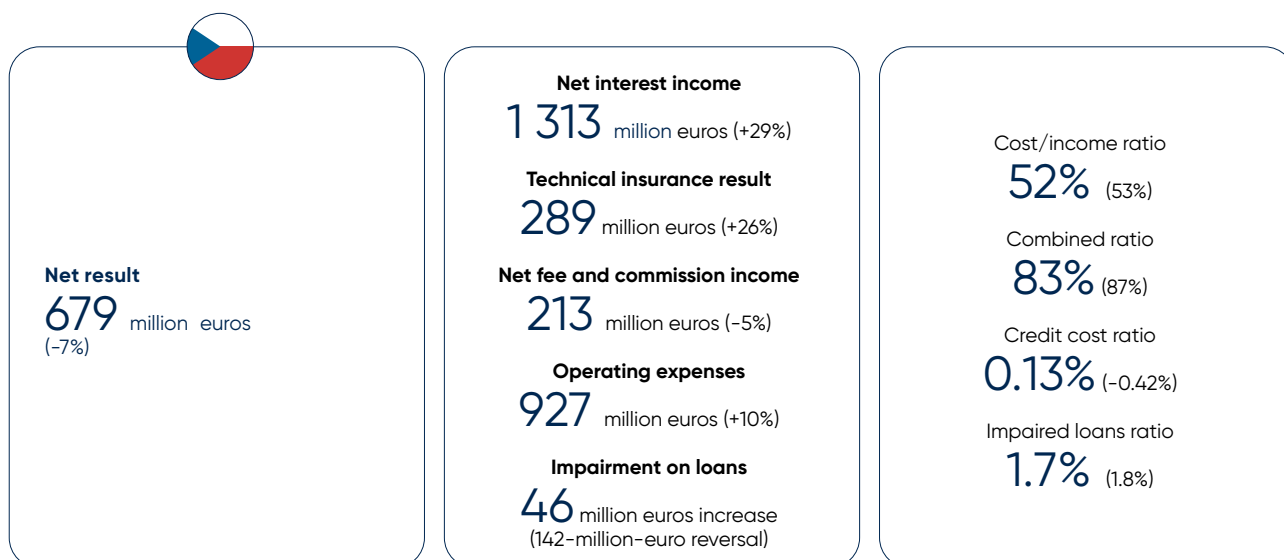 Net result
679 million euros
(-7%)
Net interest income
1 313 million euros (+29%)
Technical insurance result
289 million euros (+26%)
Net fee and commission income
213 million euros (-5%)
Operating expenses
927 million euros (+10%)
Impairment on loans
46 million euros increase
(142-million-euro reversal)
Cost/income ratio
52% (53%)
Combined ratio
83% (87%)
Credit cost ratio
0.13% (-0.42%)
Impaired loans ratio
1.7% (1.8%)